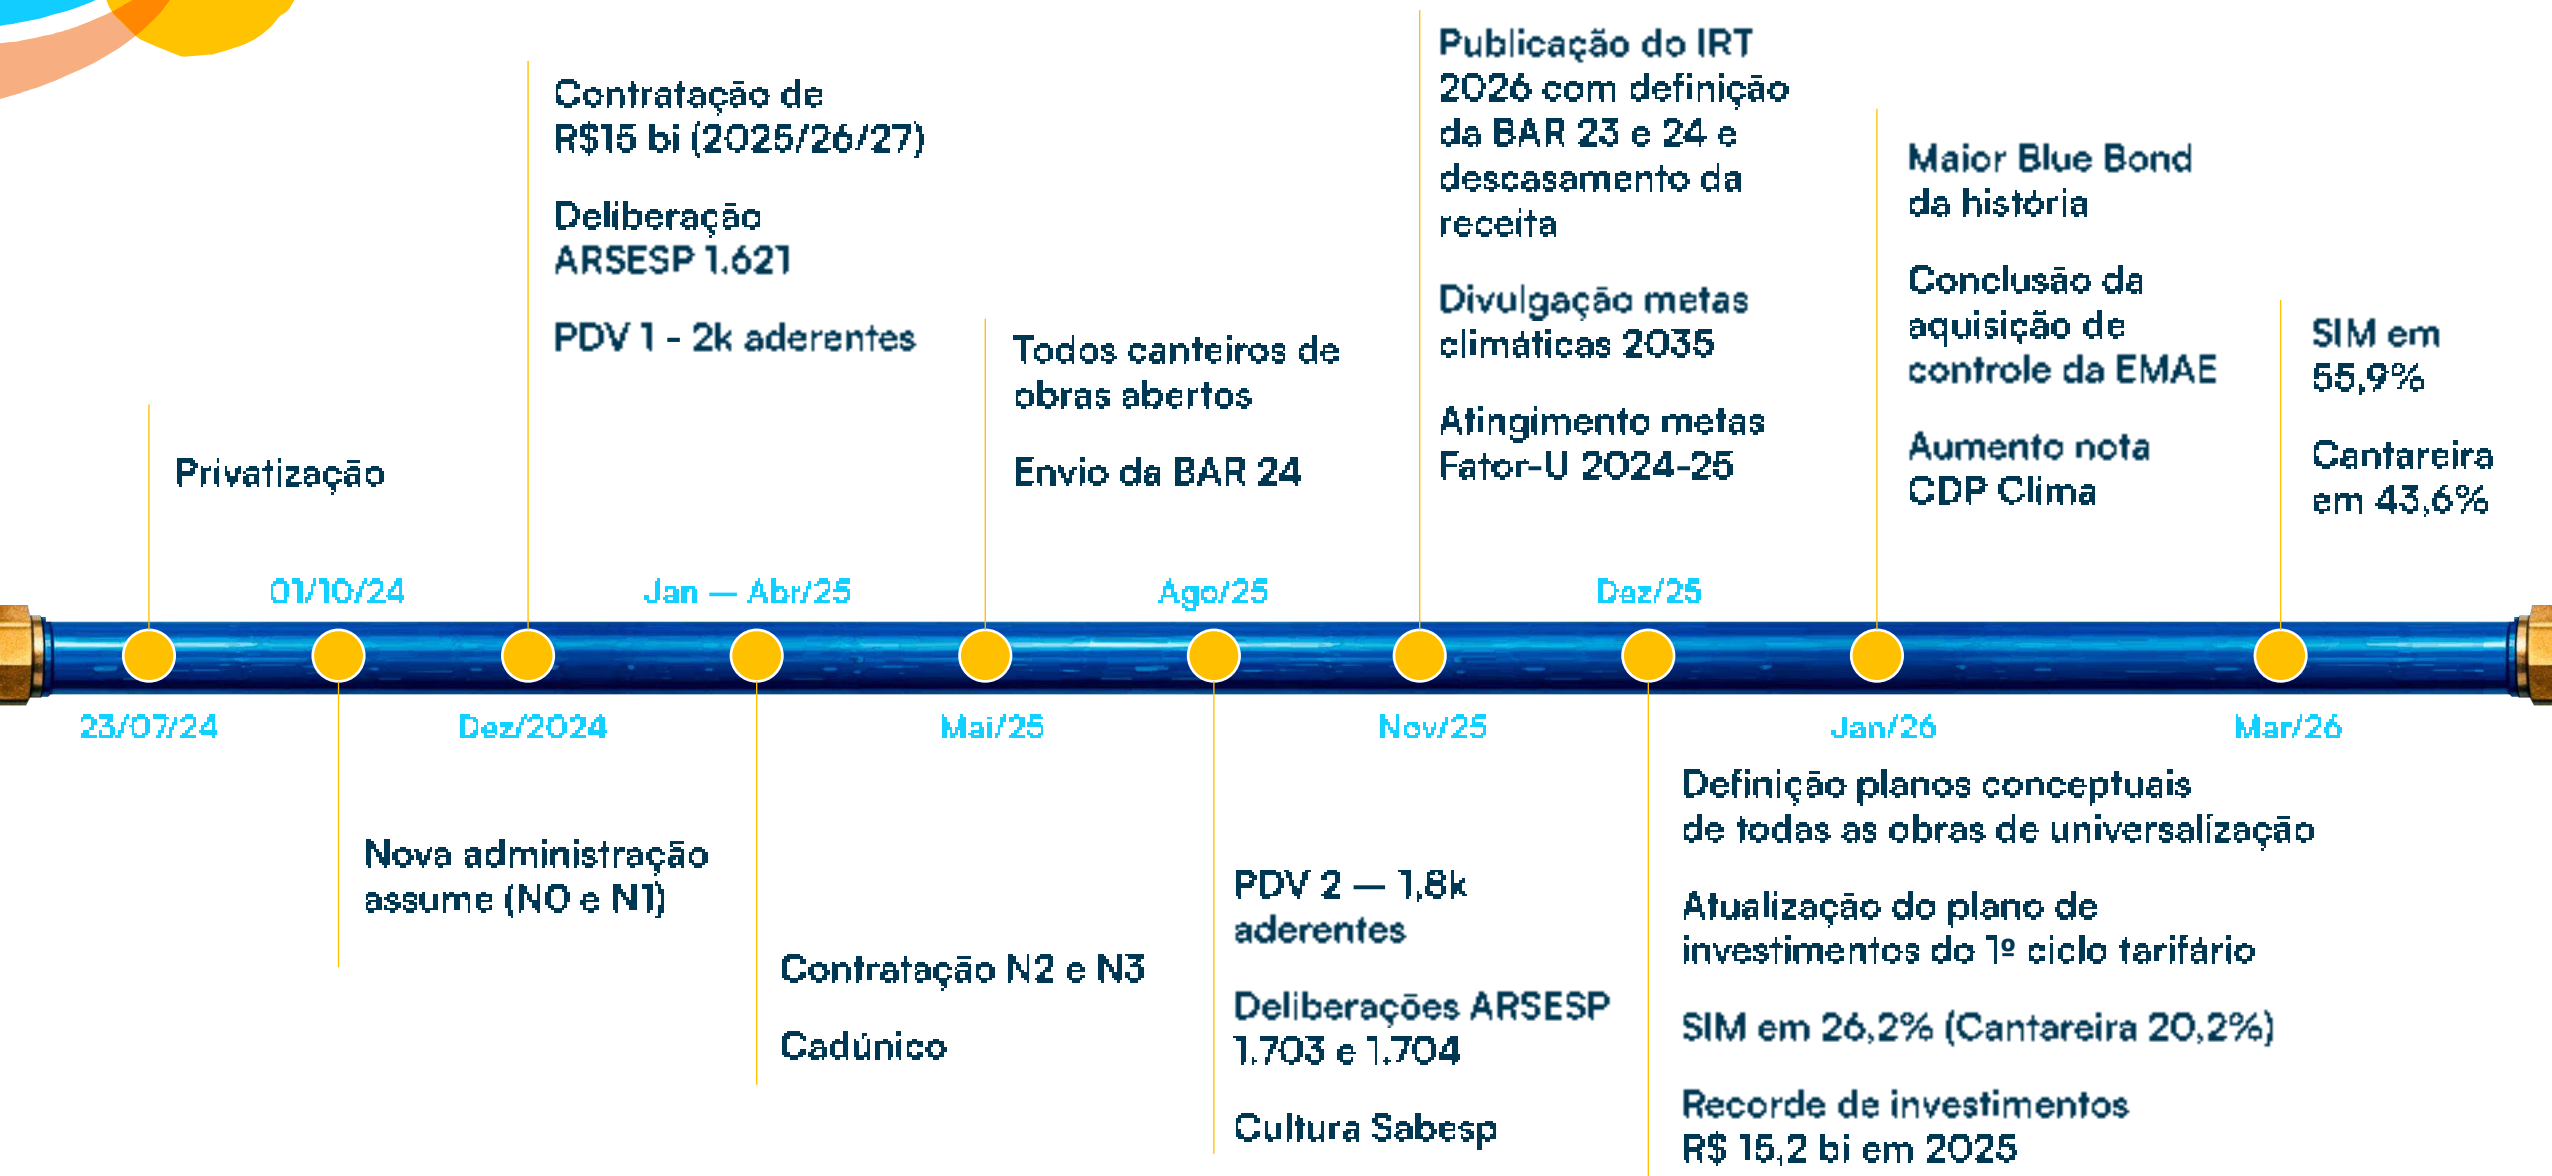 23/07/24
Privatização
01/10/24
Nova administração
assume (N0 e N1)
Dez/2024
Contratação de
R$15 bi (2025/26/27)
Deliberação
ARSESP 1.621
PDV 1 - 2k aderentes
Jan — Abr/25
Contratação N2 e N3
Cadúnico
Mai/25
Todos canteiros de
obras abertos
Envio da BAR 24
Ago/25
PDV 2 — 1,8k
aderentes
Deliberações ARSESP
1.703 e 1.704
Cultura Sabesp
Nov/25
Publicação do IRT
2026 com definição
da BAR 23 e 24 e
descasamento da
receita
Divulgação metas
climáticas 2035
Atingimento metas
Fator-U 2024-25
Dez/25
Definição planos conceptuais
de todas as obras de universalização
Atualização do plano de
investimentos do 1º ciclo tarifário
SIM em 26,2% (Cantareira 20,2%)
Recorde de investimentos
R$ 15,2 bi em 2025
Jan/26
Maior Blue Bond
da história
Conclusão da
aquisição de
controle da EMAE
Aumento nota
CDP Clima
Mar/26
SIM em
55,9%
Cantareira
em 43,6%